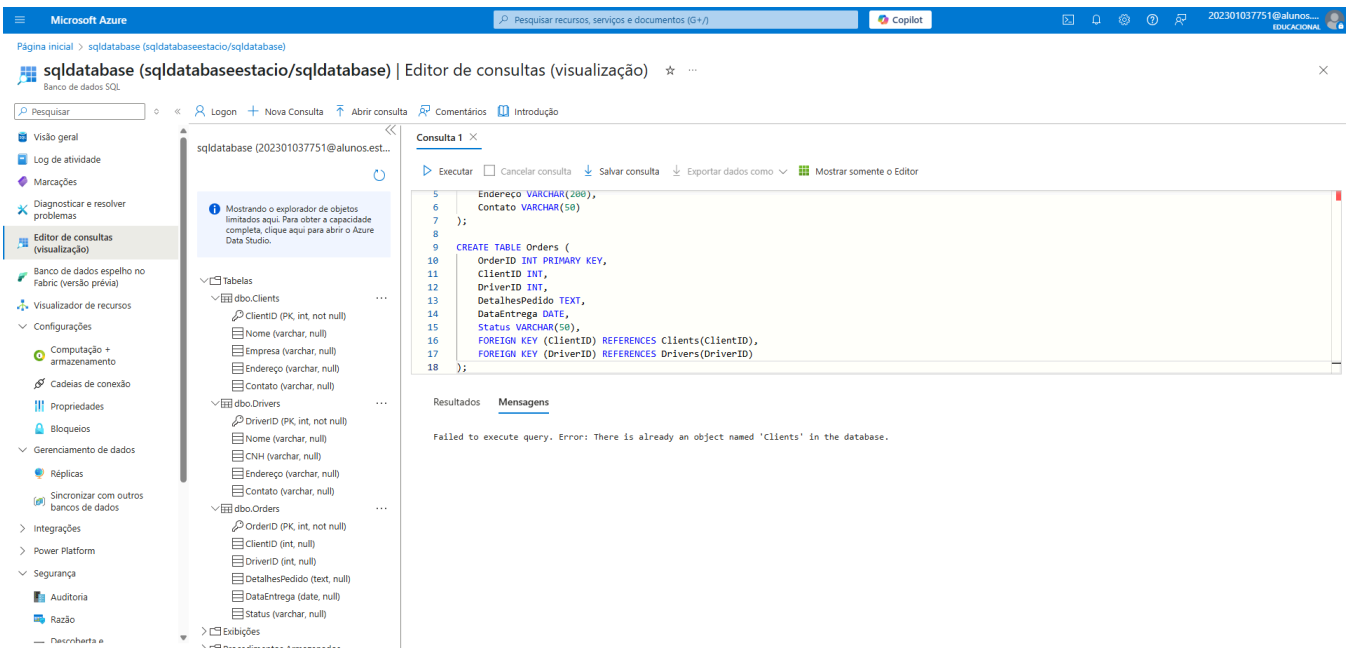 Microsoft Azure
Pesquisar recursos, serviços e documentos (G+/)
Copilot
202301037751@alunos....
EDUCACIONAL
Página inicial > sqldatabase (sqldatabaseestacio/sqldatabase)
sqldatabase (sqldatabaseestacio/sqldatabase) | Editor de consultas (visualização)
Banco de dados SQL
Pesquisar
Logon
Nova Consulta
Abrir consulta
Comentários
Introdução
Visão geral
Log de atividade
Marcações
Diagnosticar e resolver
problemas
Editor de consultas
(visualização)
Banco de dados espelho no
Fabric (versão prévia)
Visualizador de recursos
Configurações
Computação +
armazenamento
Cadeias de conexão
Propriedades
Bloqueios
Gerenciamento de dados
Réplicas
Sincronizar com outros
bancos de dados
Integrações
Power Platform
Segurança
Auditoria
Razão
Descoberta e
sqldatabase (202301037751@alunos.est...
Mostrando o explorador de objetos
limitados aqui. Para obter a capacidade
completa, clique aqui para abrir o Azure
Data Studio.
Tabelas
dbo.Clients
ClientID (PK, int, not null)
Nome (varchar, null)
Empresa (varchar, null)
Endereço (varchar, null)
Contato (varchar, null)
dbo.Drivers
DriverID (PK, int, not null)
Nome (varchar, null)
CNH (varchar, null)
Endereço (varchar, null)
Contato (varchar, null)
dbo.Orders
OrderID (PK, int, not null)
ClientID (int, null)
DriverID (int, null)
DetalhesPedido (text, null)
DataEntrega (date, null)
Status (varchar, null)
Exibições
Procedimentos Armazenados
Consulta 1
Executar
Cancelar consulta
Salvar consulta
Exportar dados como
Mostrar somente o Editor
5 Endereço VARCHAR(200),
6 Contato VARCHAR(50)
7 );
8
9 CREATE TABLE Orders (
10 OrderID INT PRIMARY KEY,
11 ClientID INT,
12 DriverID INT,
13 DetalhesPedido TEXT,
14 DataEntrega DATE,
15 Status VARCHAR(50),
16 FOREIGN KEY (ClientID) REFERENCES Clients(ClientID),
17 FOREIGN KEY (DriverID) REFERENCES Drivers(DriverID)
18 );
Resultados
Mensagens
Failed to execute query. Error: There is already an object named 'Clients' in the database.